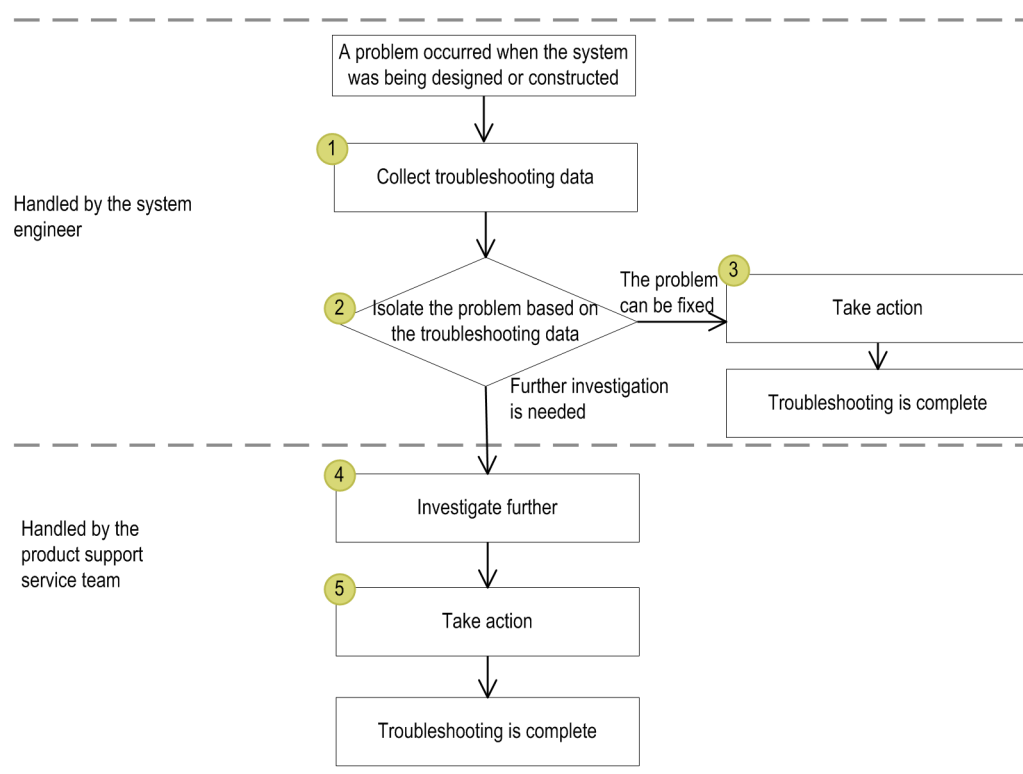 A problem occurred when the system
was being designed or constructed
1
Collect troubleshooting data
Handled by the system
engineer
2
Isolate the problem based on
the troubleshooting data
The problem
can be fixed
3
Take action
Troubleshooting is complete
Further investigation
is needed
4
Investigate further
Handled by the
product support
service team
5
Take action
Troubleshooting is complete